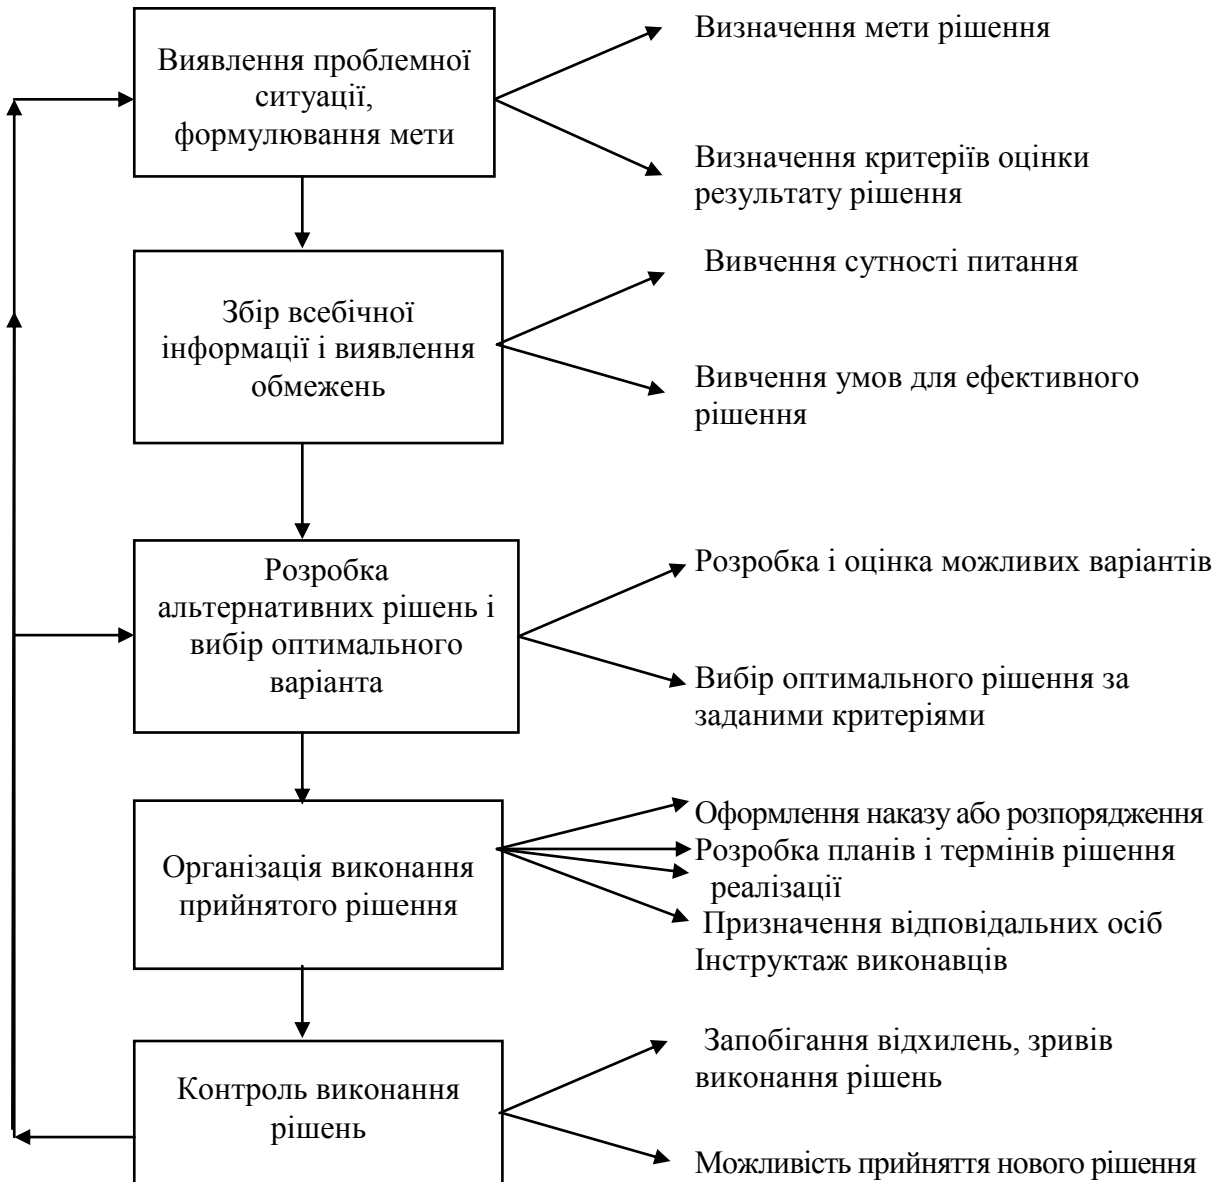 Виявлення проблемної
ситуації,
формулювання мети
Визначення мети рішення
Визначення критеріїв оцінки
результату рішення
Збір всебічної
інформації і виявлення
обмежень
Вивчення сутності питання
Вивчення умов для ефективного
рішення
Розробка
альтернативних рішень і
вибір оптимального
варіанта
Розробка і оцінка можливих варіантів
Вибір оптимального рішення за
заданими критеріями
Організація виконання
прийнятого рішення
Оформлення наказу або розпорядження
Розробка планів і термінів рішення
реалізації
Призначення відповідальних осіб
Інструктаж виконавців
Контроль виконання
рішень
Запобігання відхилень, зривів
виконання рішень
Можливість прийняття нового рішення